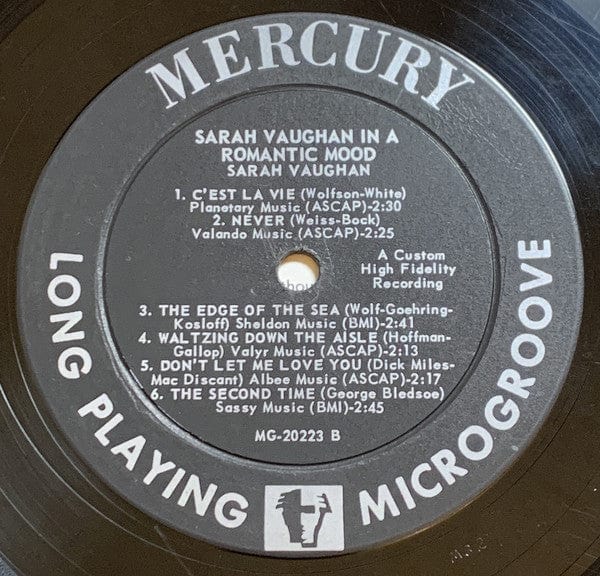 MERCURY
SARAH VAUGHAN IN A
ROMANTIC MOOD
SARAH VAUGHAN
1. C'EST LA VIE (Wolfson-White)
Planetary Music (ASCAP)-2:30
2. NEVER (Weiss-Bock)
Valando Music (ASCAP)-2:25
A Custom
High Fidelity
Recording
3. THE EDGE OF THE SEA (Wolf-Goehring-
Kosloff) Sheldon Music (BMI)-2:41
4. WALTZING DOWN THE AISLE (Hoffman-
Gallop) Valyr Music (ASCAP)-2:13
5. DON'T LET ME LOVE YOU (Dick Miles-
Mac Discant) Albee Music (ASCAP)-2:17
6. THE SECOND TIME (George Bledsoe)
Sassy Music (BMI)-2:45
MG-20223 B
LONG PLAYING MICROGROOVE